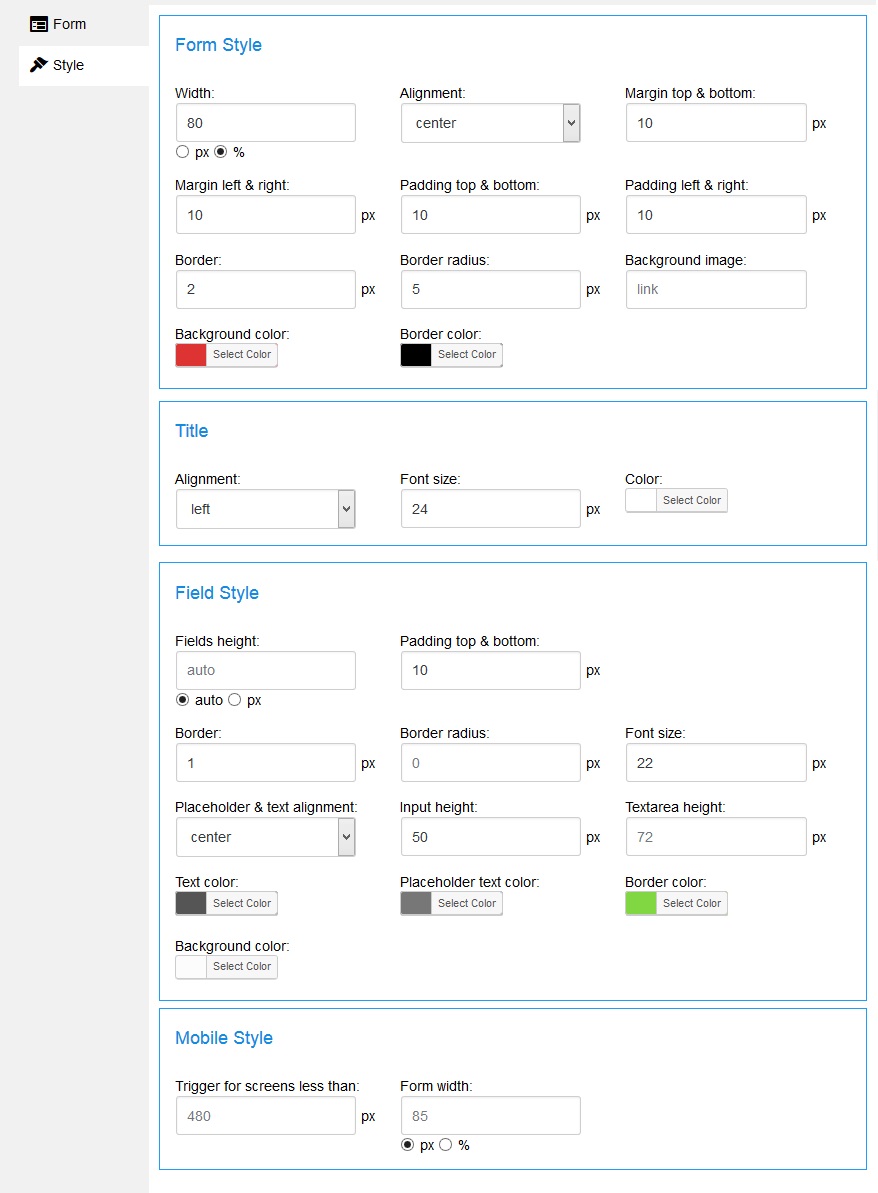 Form
Style
Form Style
Width: Alignment: Margin top & bottom:
80 center 10 px
px %
Margin left & right: Padding top & bottom: Padding left & right:
10 px 10 px 10 px
Border: Border radius: Background image:
2 px 5 px link
Background color: Border color:
Select Color Select Color
Title
Alignment: Font size: Color:
left 24 px Select Color
Field Style
Fields height: Padding top & bottom:
auto 10 px
auto px
Border: Border radius: Font size:
1 px 0 px 22 px
Placeholder & text alignment: Input height: Textarea height:
center 50 px 72 px
Text color: Placeholder text color: Border color:
Select Color Select Color Select Color
Background color:
Select Color
Mobile Style
Trigger for screens less than: Form width:
480 px 85
px %